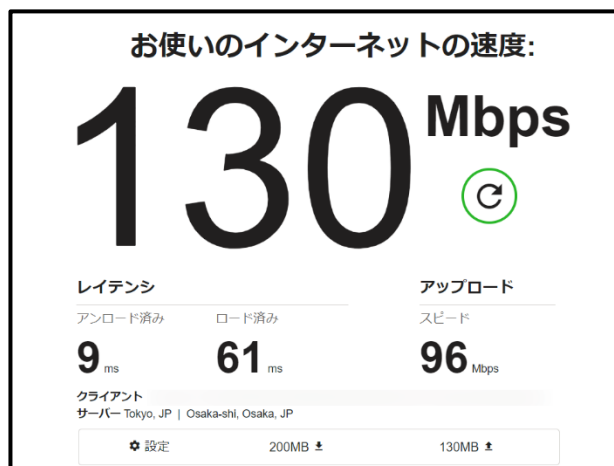 お使いのインターネットの速度:
130 Mbps
レイテンシ アップロード
アンロード済み ロード済み スピード
9 ms 61 ms 96 Mbps
クライアント
サーバー Tokyo, JP | Osaka-shi, Osaka, JP
設定 200MB 130MB